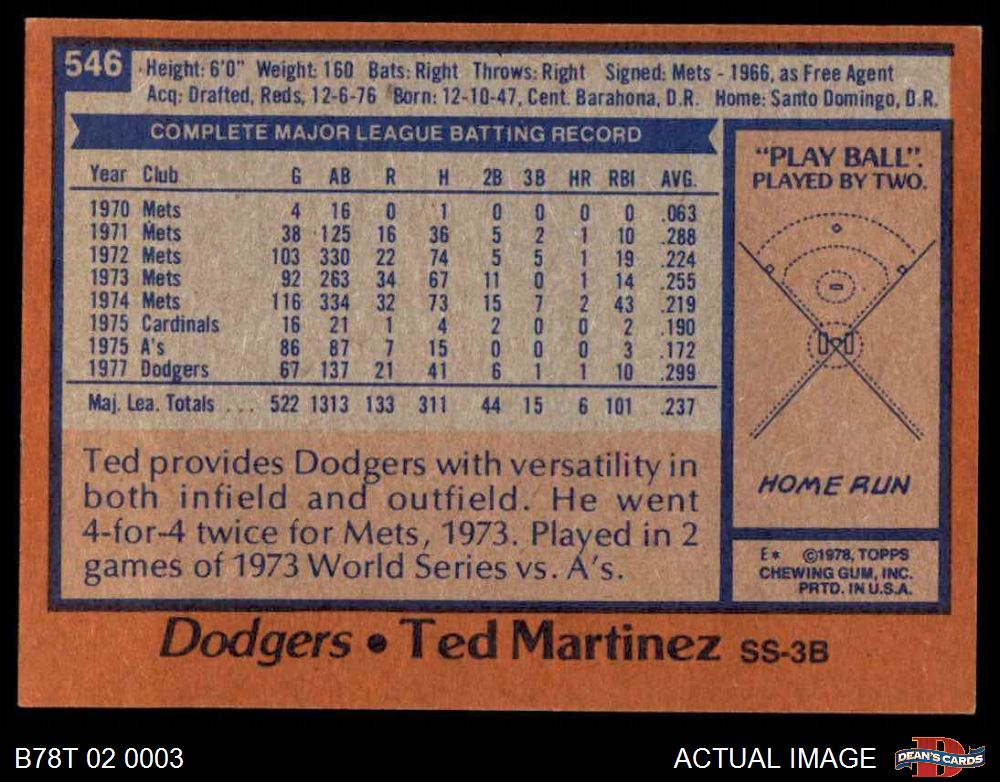 546
Height: 6'0" Weight: 160 Bats: Right Throws: Right Signed: Mets - 1966, as Free Agent
Acq: Drafted, Reds, 12-6-76 Born: 12-10-47, Cent. Barahona, D.R. Home: Santo Domingo, D.R.
COMPLETE MAJOR LEAGUE BATTING RECORD
Year Club G AB R H 2B 3B HR RBI AVG.
1970 Mets 4 16 0 1 0 0 0 0 .063
1971 Mets 38 125 16 36 5 2 1 10 .288
1972 Mets 103 330 22 74 5 5 1 19 .224
1973 Mets 92 263 34 67 11 0 1 14 .255
1974 Mets 116 334 32 73 15 7 2 43 .219
1975 Cardinals 16 21 1 4 2 0 0 2 .190
1975 A's 86 87 7 15 0 0 0 3 .172
1977 Dodgers 67 137 21 41 6 1 1 10 .299
Maj. Lea. Totals ... 522 1313 133 311 44 15 6 101 .237
Ted provides Dodgers with versatility in
both infield and outfield. He went
4-for-4 twice for Mets, 1973. Played in 2
games of 1973 World Series vs. A's.
"PLAY BALL".
PLAYED BY TWO.
HOME RUN
E* ©1978, TOPPS
CHEWING GUM, INC.
PRTD. IN U.S.A.
Dodgers • Ted Martinez SS-3B
B78T 02 0003
ACTUAL IMAGE
D
DEAN'S CARDS